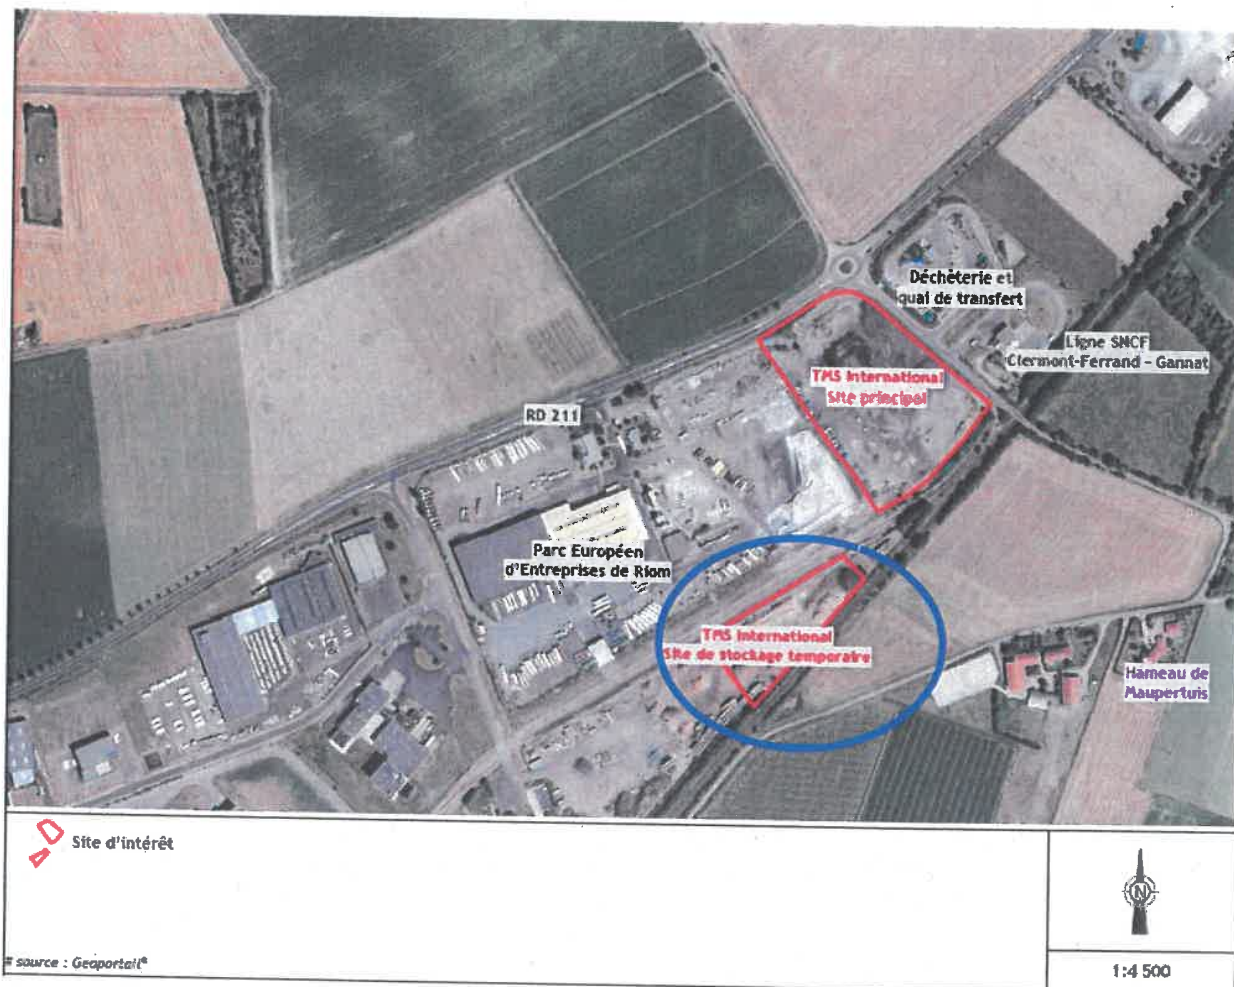 Déchèterie et
quai de transfert
Ligne SNCF
Clermont-Ferrand - Gannat
TMS International
Site principal
RD 211
Parc Européen
d'Entreprises de Riom
TMS International
Site de stockage temporaire
Hameau de
Maupertuis
Site d'intérêt
N
source : Geoportail®
1:4 500